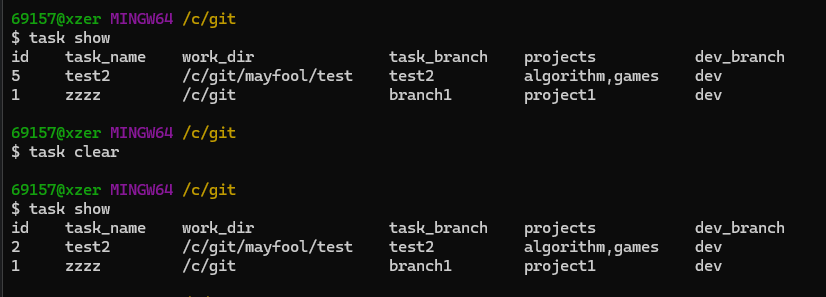 69157@xzer MINGW64 /c/git
$ task show
id task_name work_dir task_branch projects dev_branch
5 test2 /c/git/mayfool/test test2 algorithm,games dev
1 zzzz /c/git branch1 project1 dev
69157@xzer MINGW64 /c/git
$ task clear
69157@xzer MINGW64 /c/git
$ task show
id task_name work_dir task_branch projects dev_branch
2 test2 /c/git/mayfool/test test2 algorithm,games dev
1 zzzz /c/git branch1 project1 dev